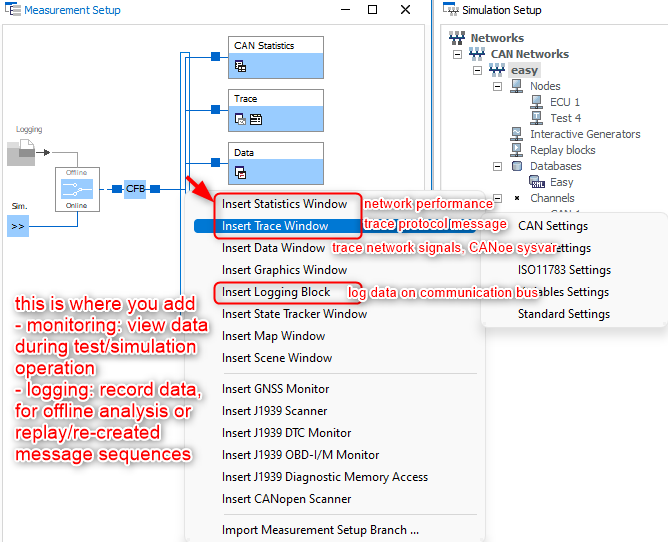 Measurement Setup
Simulation Setup
CAN Statistics
Trace
Data
Logging
Offline
Online
CFB
Sim.
>>
Networks
CAN Networks
easy
Nodes
ECU 1
Test 4
Interactive Generators
Replay blocks
Databases
Easy
Channels
Insert Statistics Window
network performance
Insert Trace Window
trace protocol message
Insert Data Window
trace network signals, CANoe sysvar
Insert Graphics Window
Insert Logging Block
log data on communication bus
Insert State Tracker Window
Insert Map Window
Insert Scene Window
Insert GNSS Monitor
Insert J1939 Scanner
Insert J1939 DTC Monitor
Insert J1939 OBD-I/M Monitor
Insert J1939 Diagnostic Memory Access
Insert CANopen Scanner
Import Measurement Setup Branch ...
CAN Settings
Settings
ISO11783 Settings
Settings
Standard Settings
this is where you add
- monitoring: view data
during test/simulation
operation
- logging: record data,
for offline analysis or
replay/re-created
message sequences